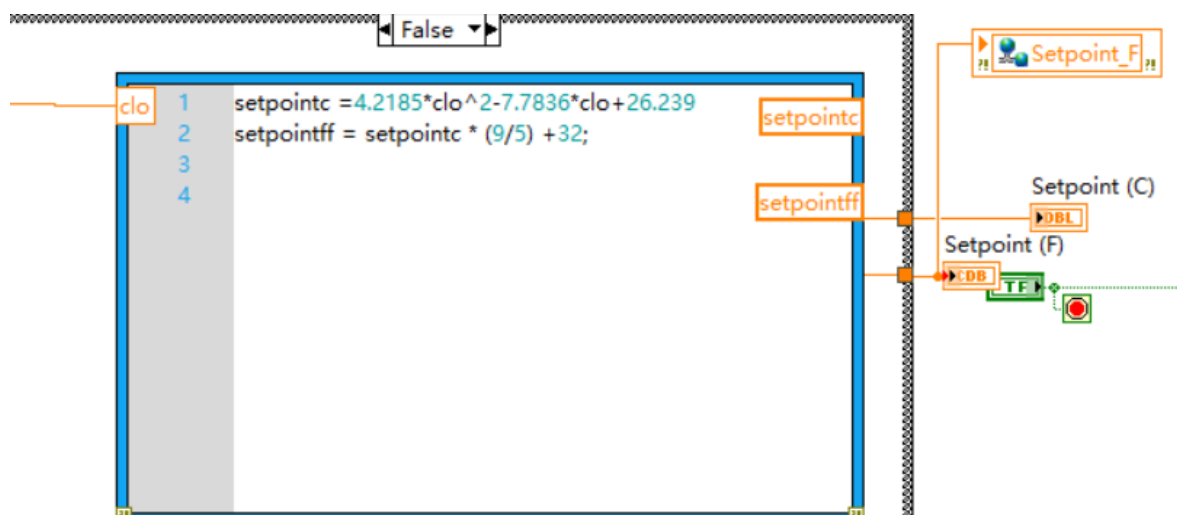 False
Setpoint_F
clo
1 setpointc =4.2185*clo^2-7.7836*clo+26.239
2 setpointff = setpointc * (9/5) +32;
3
4
setpointc
setpointff
Setpoint (C)
DBL
Setpoint (F)
CDB
TF